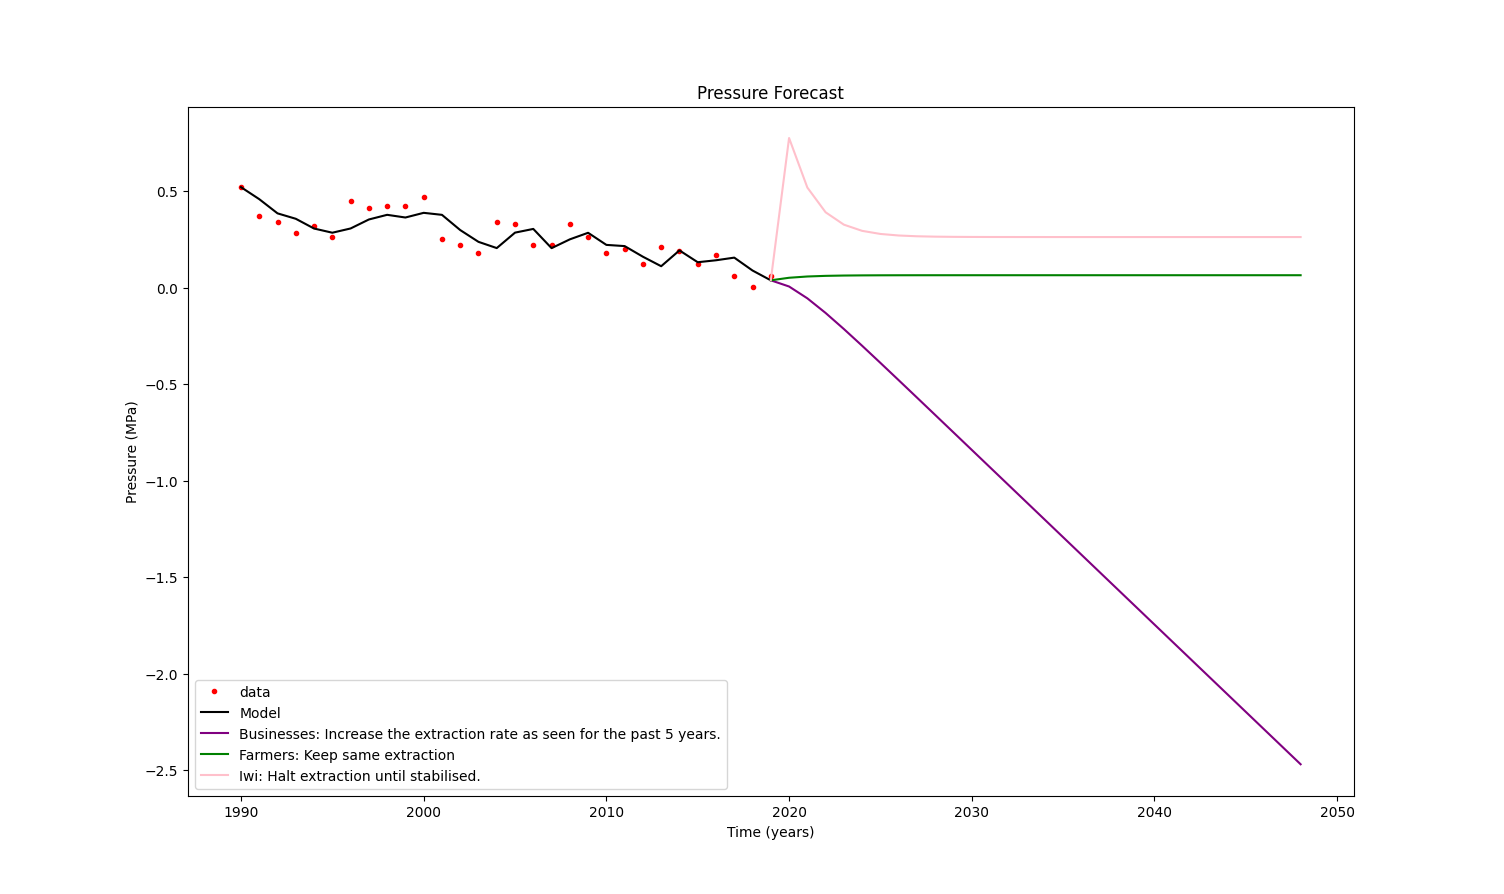 Pressure Forecast
Pressure (MPa)
0.5
0.0
−0.5
−1.0
−1.5
−2.0
−2.5
data
Model
Businesses: Increase the extraction rate as seen for the past 5 years.
Farmers: Keep same extraction
Iwi: Halt extraction until stabilised.
1990 2000 2010 2020 2030 2040 2050
Time (years)